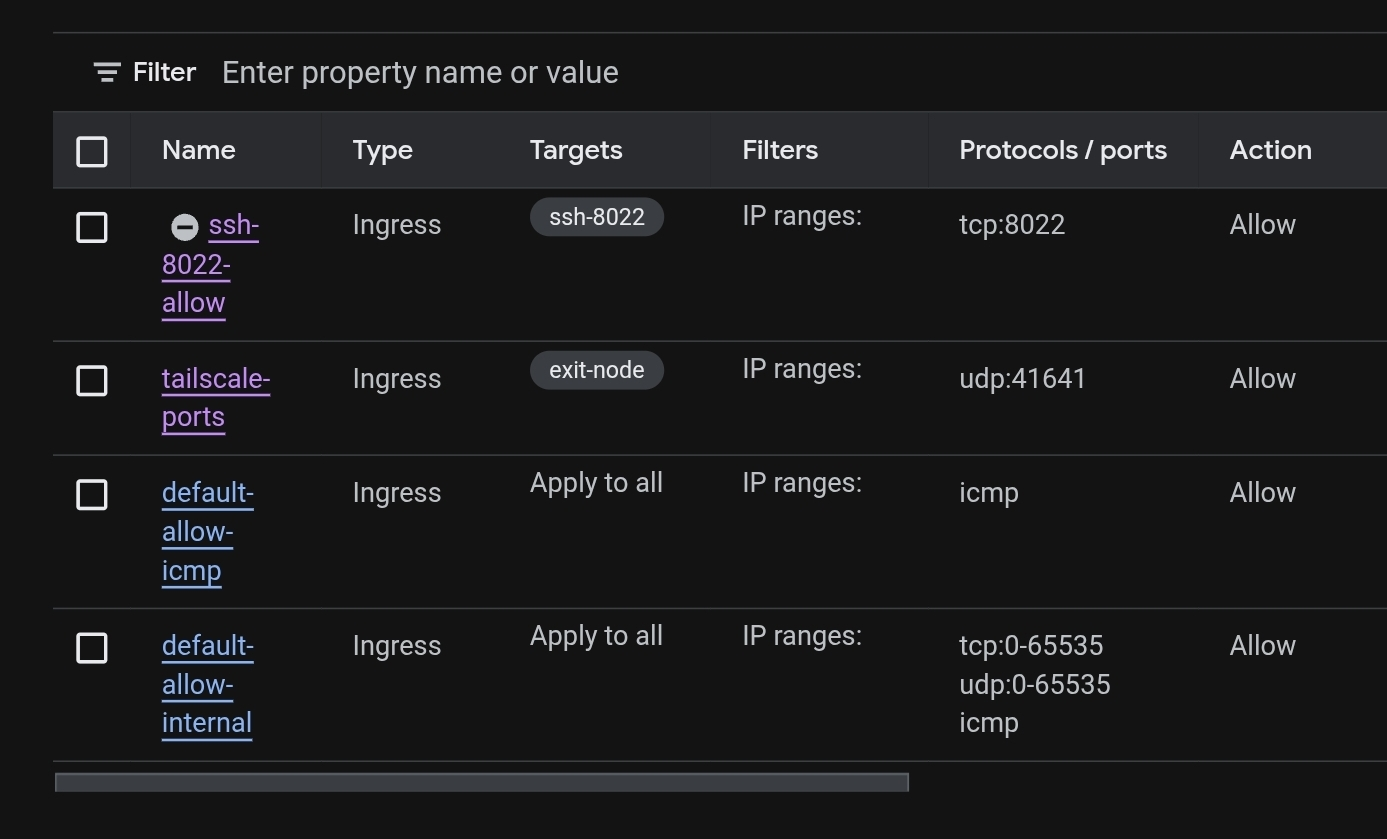 Filter Enter property name or value
Name Type Targets Filters Protocols / ports Action
ssh-8022-allow Ingress ssh-8022 IP ranges: tcp:8022 Allow
tailscale-ports Ingress exit-node IP ranges: udp:41641 Allow
default-allow-icmp Ingress Apply to all IP ranges: icmp Allow
default-allow-internal Ingress Apply to all IP ranges: tcp:0-65535 Allow
udp:0-65535
icmp